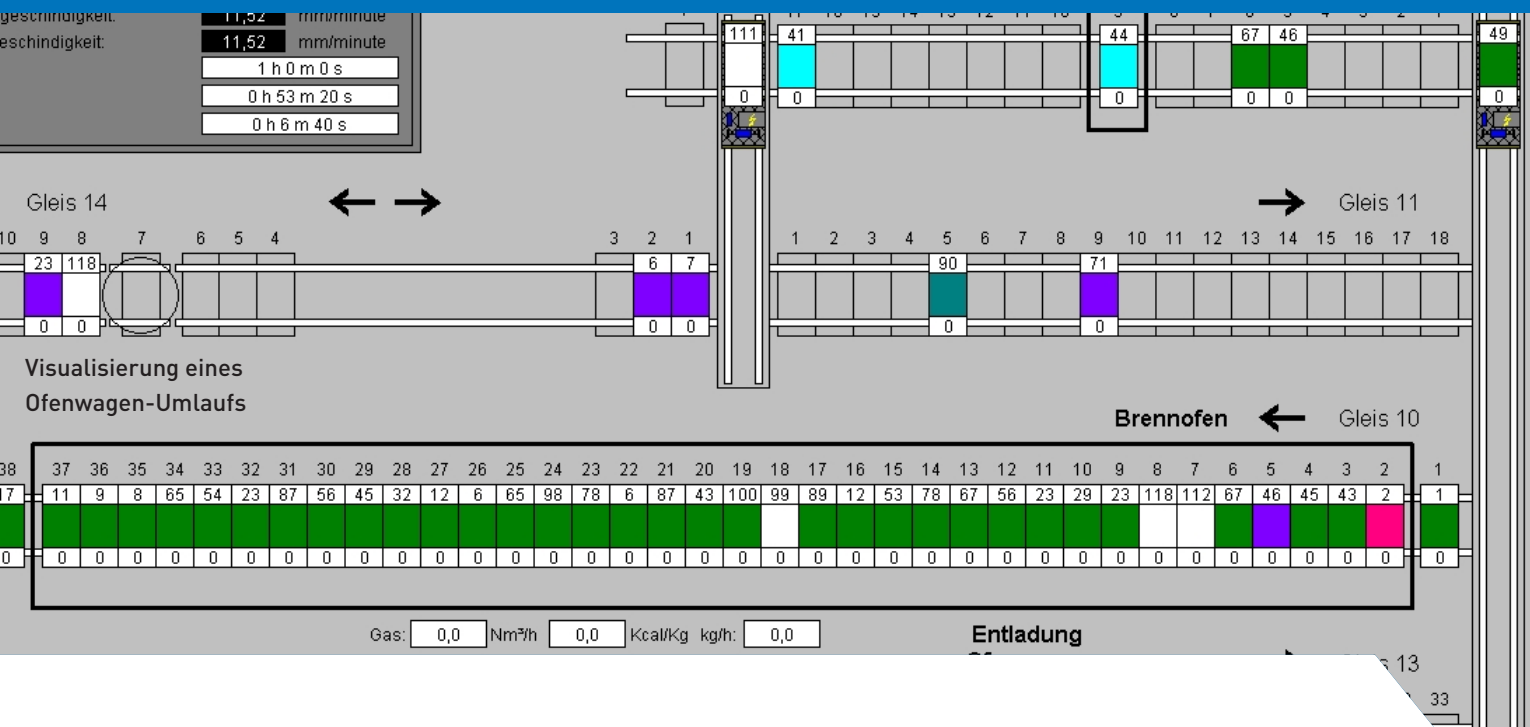 geschindigkeit: 11,52 mm/minute
eschindigkeit: 11,52 mm/minute
1 h 0 m 0 s
0 h 53 m 20 s
0 h 6 m 40 s
111 41 44 67 46 49
0 0 0 0 0 0
Gleis 14
Gleis 11
10 9 8 7 6 5 4 3 2 1 1 2 3 4 5 6 7 8 9 10 11 12 13 14 15 16 17 18
23 118 6 7 90 71
0 0 0 0 0 0
Visualisierung eines
Ofenwagen-Umlaufs
Brennofen Gleis 10
38 37 36 35 34 33 32 31 30 29 28 27 26 25 24 23 22 21 20 19 18 17 16 15 14 13 12 11 10 9 8 7 6 5 4 3 2 1
17 11 9 8 65 54 23 87 56 45 32 12 6 65 98 78 6 87 43 100 99 89 12 53 78 67 56 23 29 23 118 112 67 46 45 43 2 1
0 0 0 0 0 0 0 0 0 0 0 0 0 0 0 0 0 0 0 0 0 0 0 0 0 0 0 0 0 0 0 0 0 0 0 0 0 0
Gas: 0,0 Nm³/h 0,0 Kcal/Kg kg/h: 0,0
Entladung
13
33